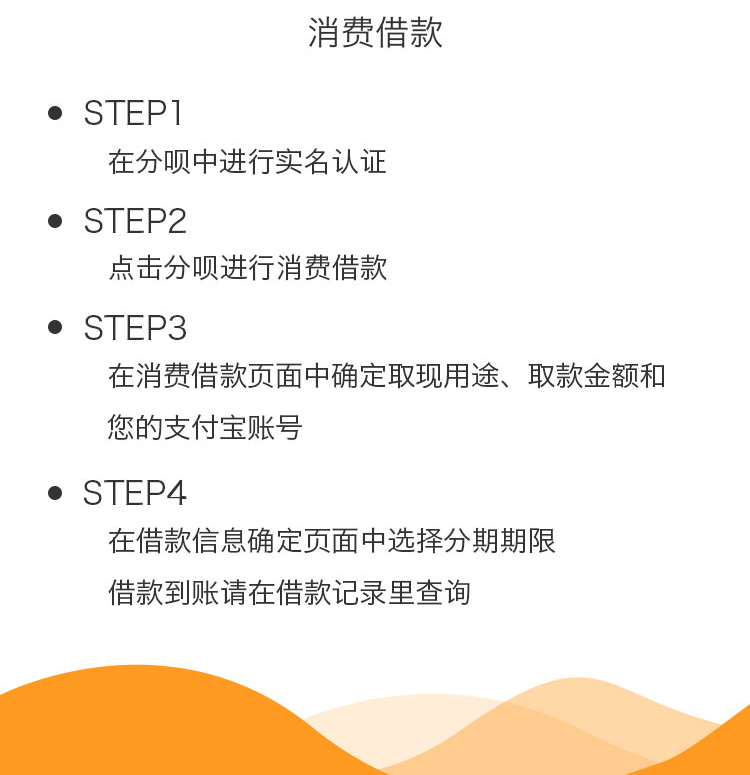 消费借款
STEP1
在分呗中进行实名认证
STEP2
点击分呗进行消费借款
STEP3
在消费借款页面中确定取现用途、取款金额和
您的支付宝账号
STEP4
在借款信息确定页面中选择分期期限
借款到账请在借款记录里查询